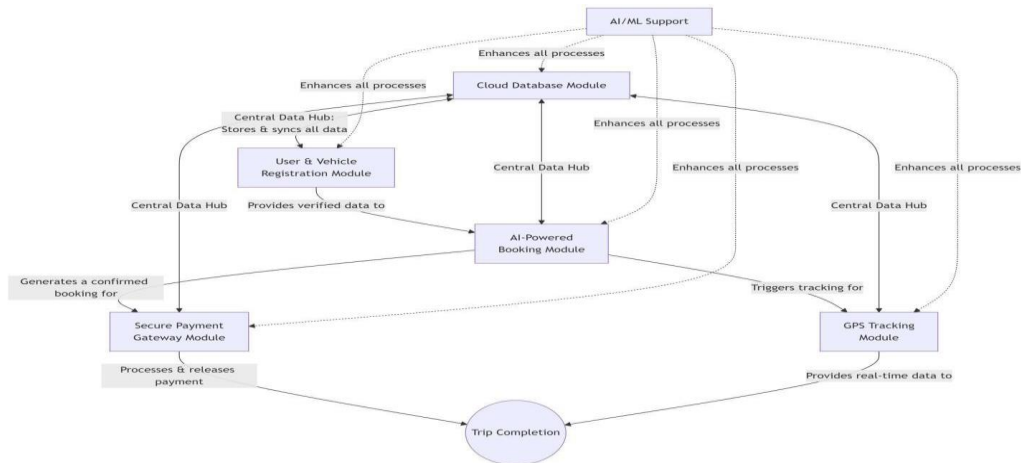 AI/ML Support
Enhances all processes
Cloud Database Module
Enhances all processes
Central Data Hub:
Stores & syncs all data
Enhances all processes
User & Vehicle
Registration Module
Central Data Hub
Enhances all processes
Enhances all processes
Provides verified data to
Central Data Hub
Central Data Hub
AI-Powered
Booking Module
Generates a confirmed
booking for
Triggers tracking for
Secure Payment
Gateway Module
GPS Tracking
Module
Processes & releases
payment
Provides real-time data to
Trip Completion